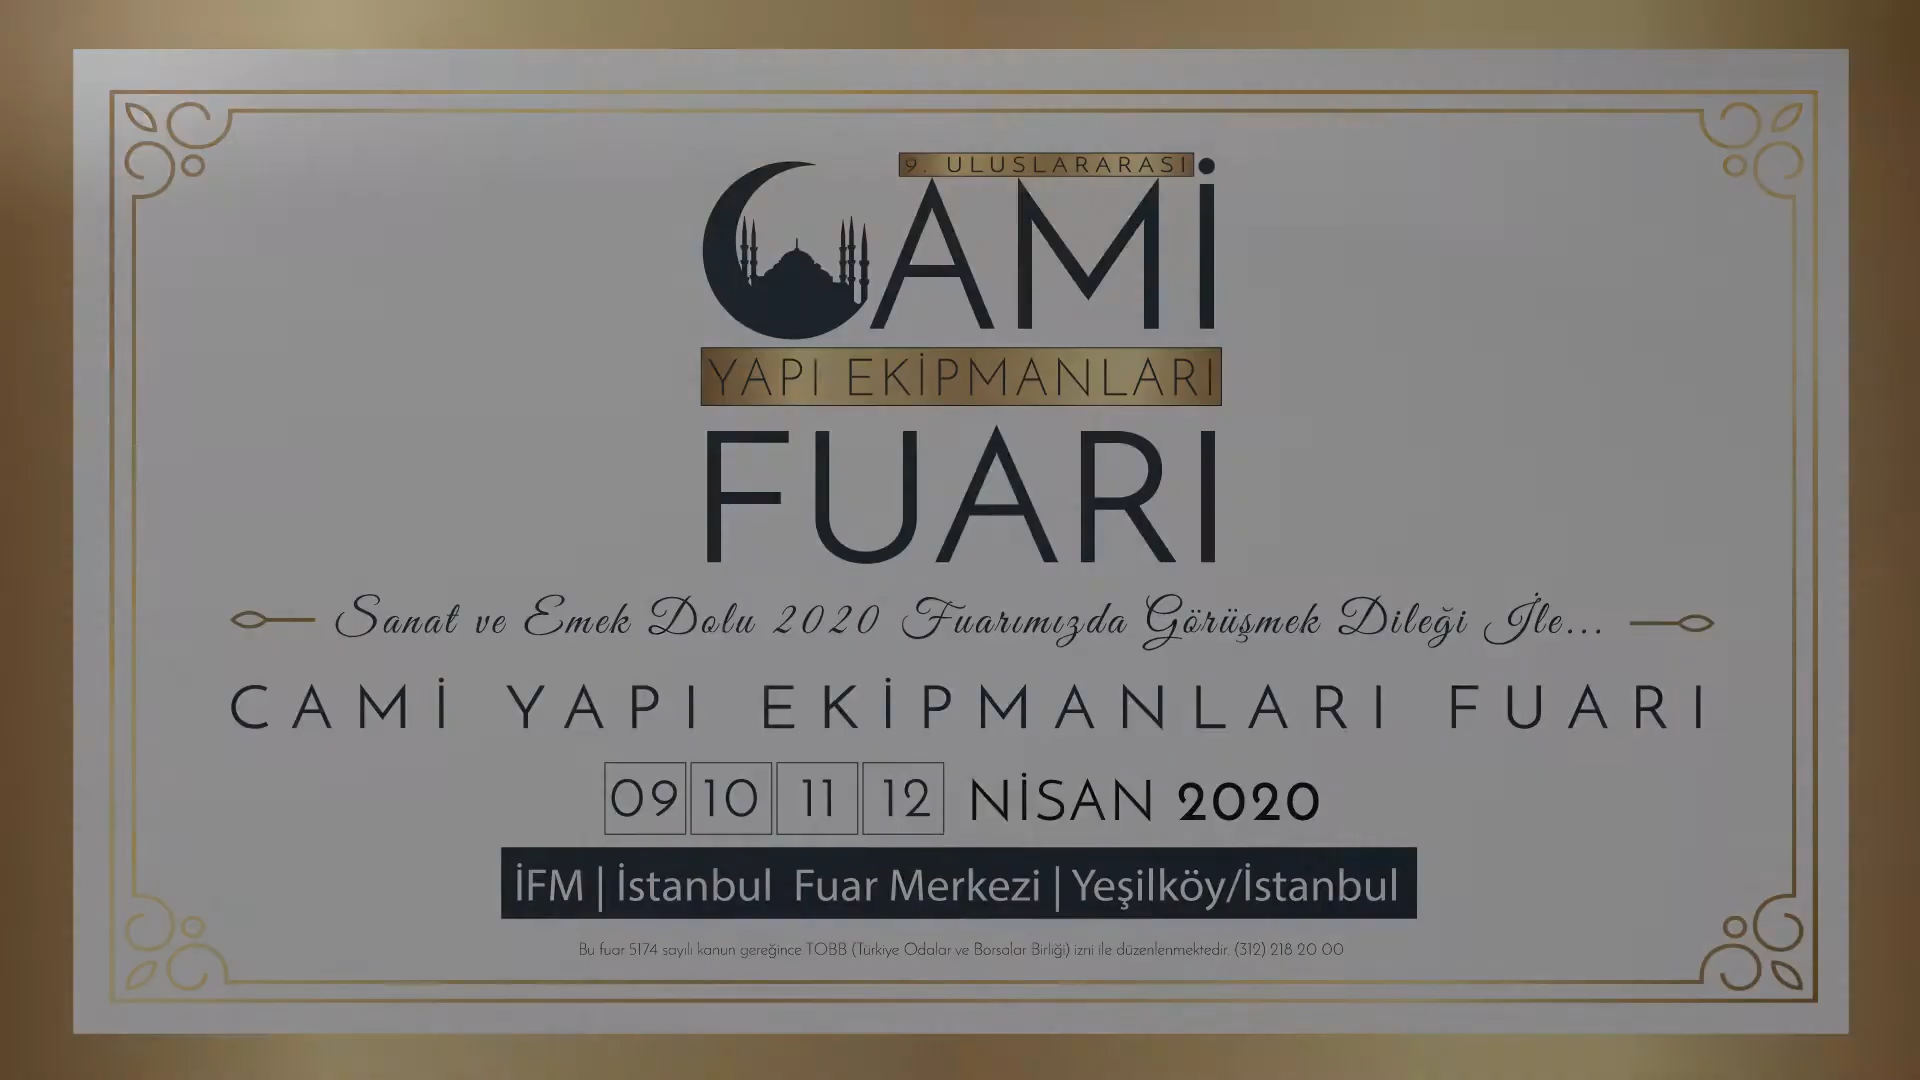 9. ULUSLARARASI
CAMİ
YAPI EKİPMANLARI
FUARI
Sanat ve Emek Dolu 2020 Fuarımızda Görüşmek Dileği İle...
CAMİ YAPI EKİPMANLARI FUARI
09 10 11 12 NİSAN 2020
İFM | İstanbul Fuar Merkezi | Yeşilköy/İstanbul
Bu fuar 5174 sayılı kanun gereğince TOBB (Türkiye Odalar ve Borsalar Birliği) izni ile düzenlenmektedir. (312) 218 20 00